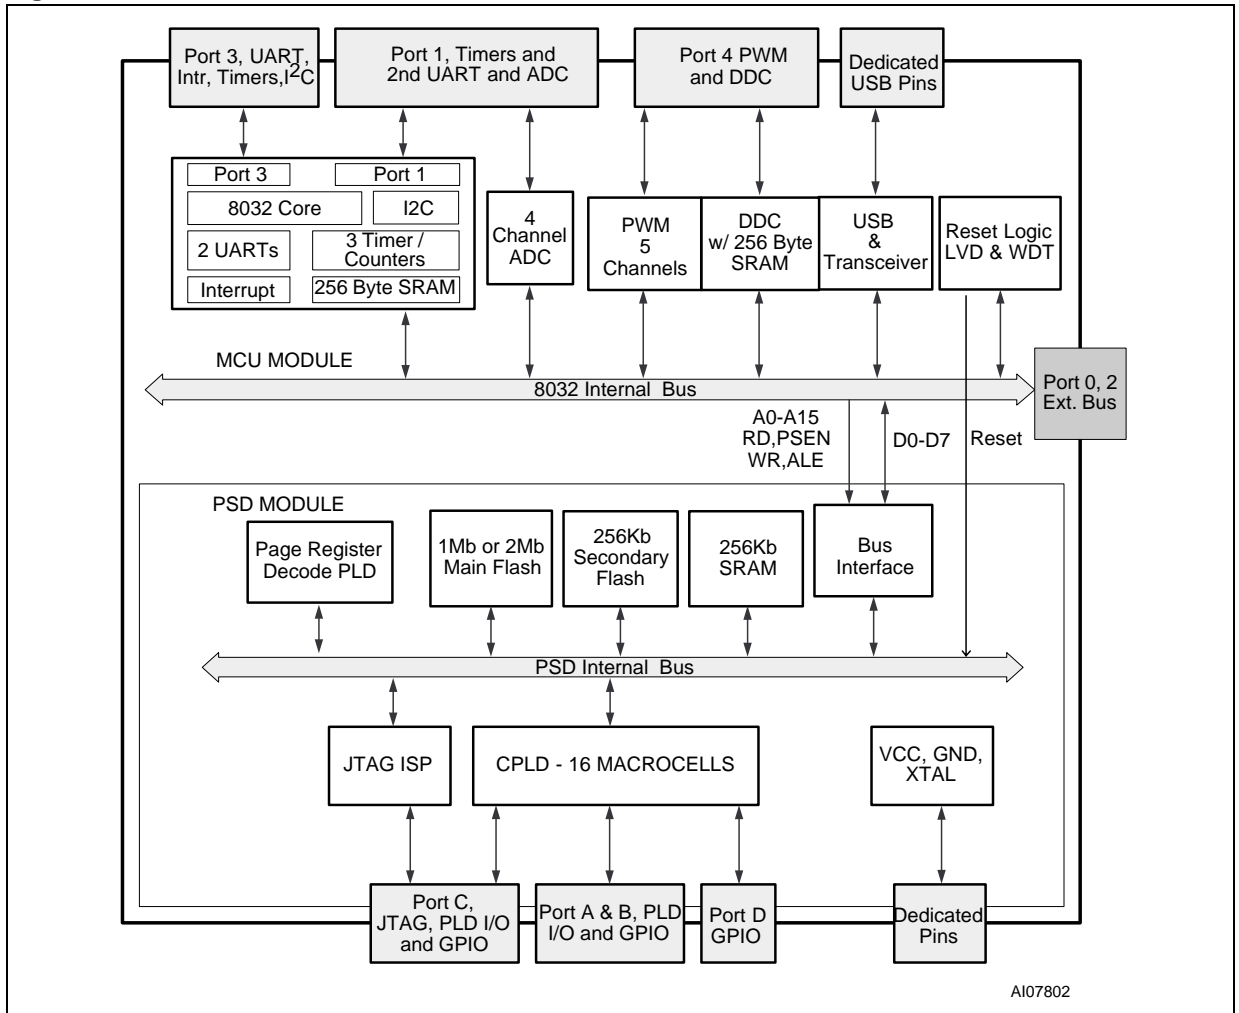 Port 3, UART,
Intr, Timers,I2C
Port 1, Timers and
2nd UART and ADC
Port 4 PWM
and DDC
Dedicated
USB Pins
Port 3
Port 1
8032 Core
I2C
2 UARTs
3 Timer /
Counters
Interrupt
256 Byte SRAM
4
Channel
ADC
PWM
5
Channels
DDC
w/ 256 Byte
SRAM
USB
&
Transceiver
Reset Logic
LVD & WDT
MCU MODULE
8032 Internal Bus
Port 0, 2
Ext. Bus
A0-A15
RD,PSEN
WR,ALE
D0-D7
Reset
PSD MODULE
Page Register
Decode PLD
1Mb or 2Mb
Main Flash
256Kb
Secondary
Flash
256Kb
SRAM
Bus
Interface
PSD Internal Bus
JTAG ISP
CPLD - 16 MACROCELLS
VCC, GND,
XTAL
Port C,
JTAG, PLD I/O
and GPIO
Port A & B, PLD
I/O and GPIO
Port D
GPIO
Dedicated
Pins
AI07802